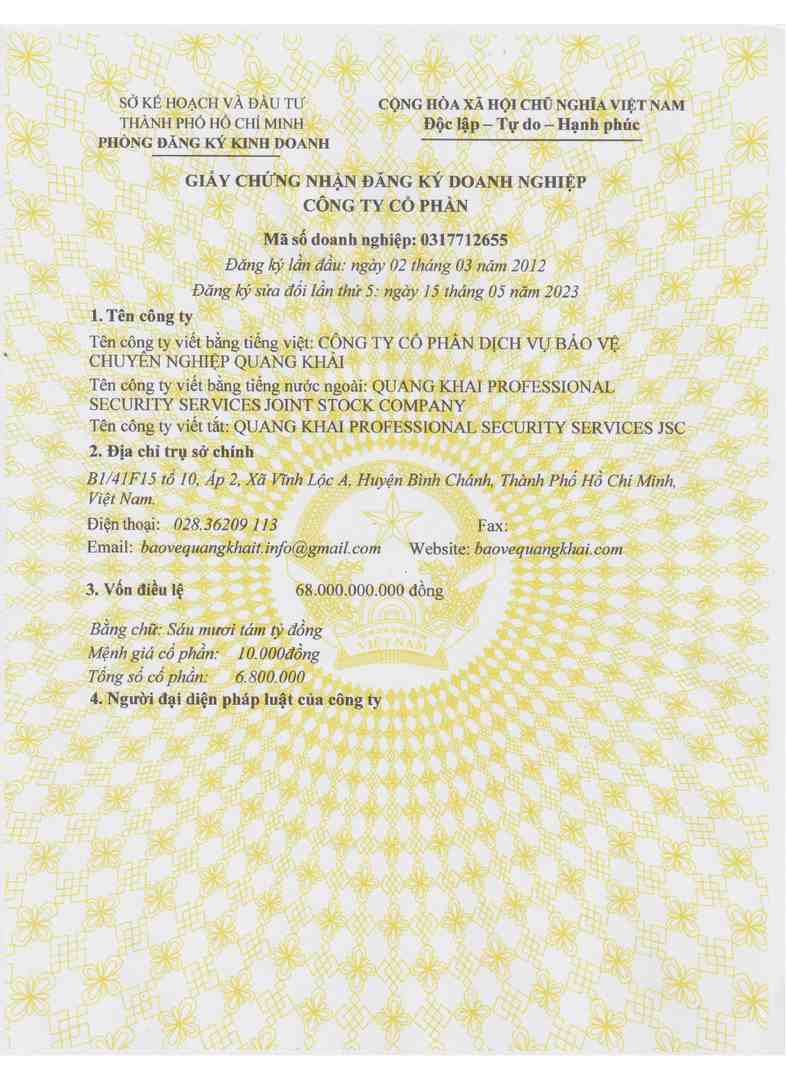 SỞ KẾ HOẠCH VÀ ĐẦU TƯ
THÀNH PHỐ HỒ CHÍ MINH
PHÒNG ĐĂNG KÝ KINH DOANH
CỘNG HÒA XÃ HỘI CHỦ NGHĨA VIỆT NAM
Độc lập – Tự do – Hạnh phúc
GIẤY CHỨNG NHẬN ĐĂNG KÝ DOANH NGHIỆP
CÔNG TY CỔ PHẦN
Mã số doanh nghiệp: 0317712655
Đăng ký lần đầu: ngày 02 tháng 03 năm 2012
Đăng ký sửa đổi lần thứ 5: ngày 15 tháng 05 năm 2023
1. Tên công ty
Tên công ty viết bằng tiếng việt: CÔNG TY CỔ PHẦN DỊCH VỤ BẢO VỆ
CHUYÊN NGHIỆP QUANG KHẢI
Tên công ty viết bằng tiếng nước ngoài: QUANG KHAI PROFESSIONAL
SECURITY SERVICES JOINT STOCK COMPANY
Tên công ty viết tắt: QUANG KHAI PROFESSIONAL SECURITY SERVICES JSC
2. Địa chỉ trụ sở chính
B1/41F15 tổ 10, Ấp 2, Xã Vĩnh Lộc A, Huyện Bình Chánh, Thành Phố Hồ Chí Minh,
Việt Nam.
Điện thoại: 028.36209 113 Fax:
Email: baovequangkhait.info@gmail.com Website: baovequangkhai.com
3. Vốn điều lệ 68.000.000.000 đồng
VIỆT NAM
Bằng chữ: Sáu mươi tám tỷ đồng
Mệnh giá cổ phần: 10.000đồng
Tổng số cổ phần: 6.800.000
4. Người đại diện pháp luật của công ty